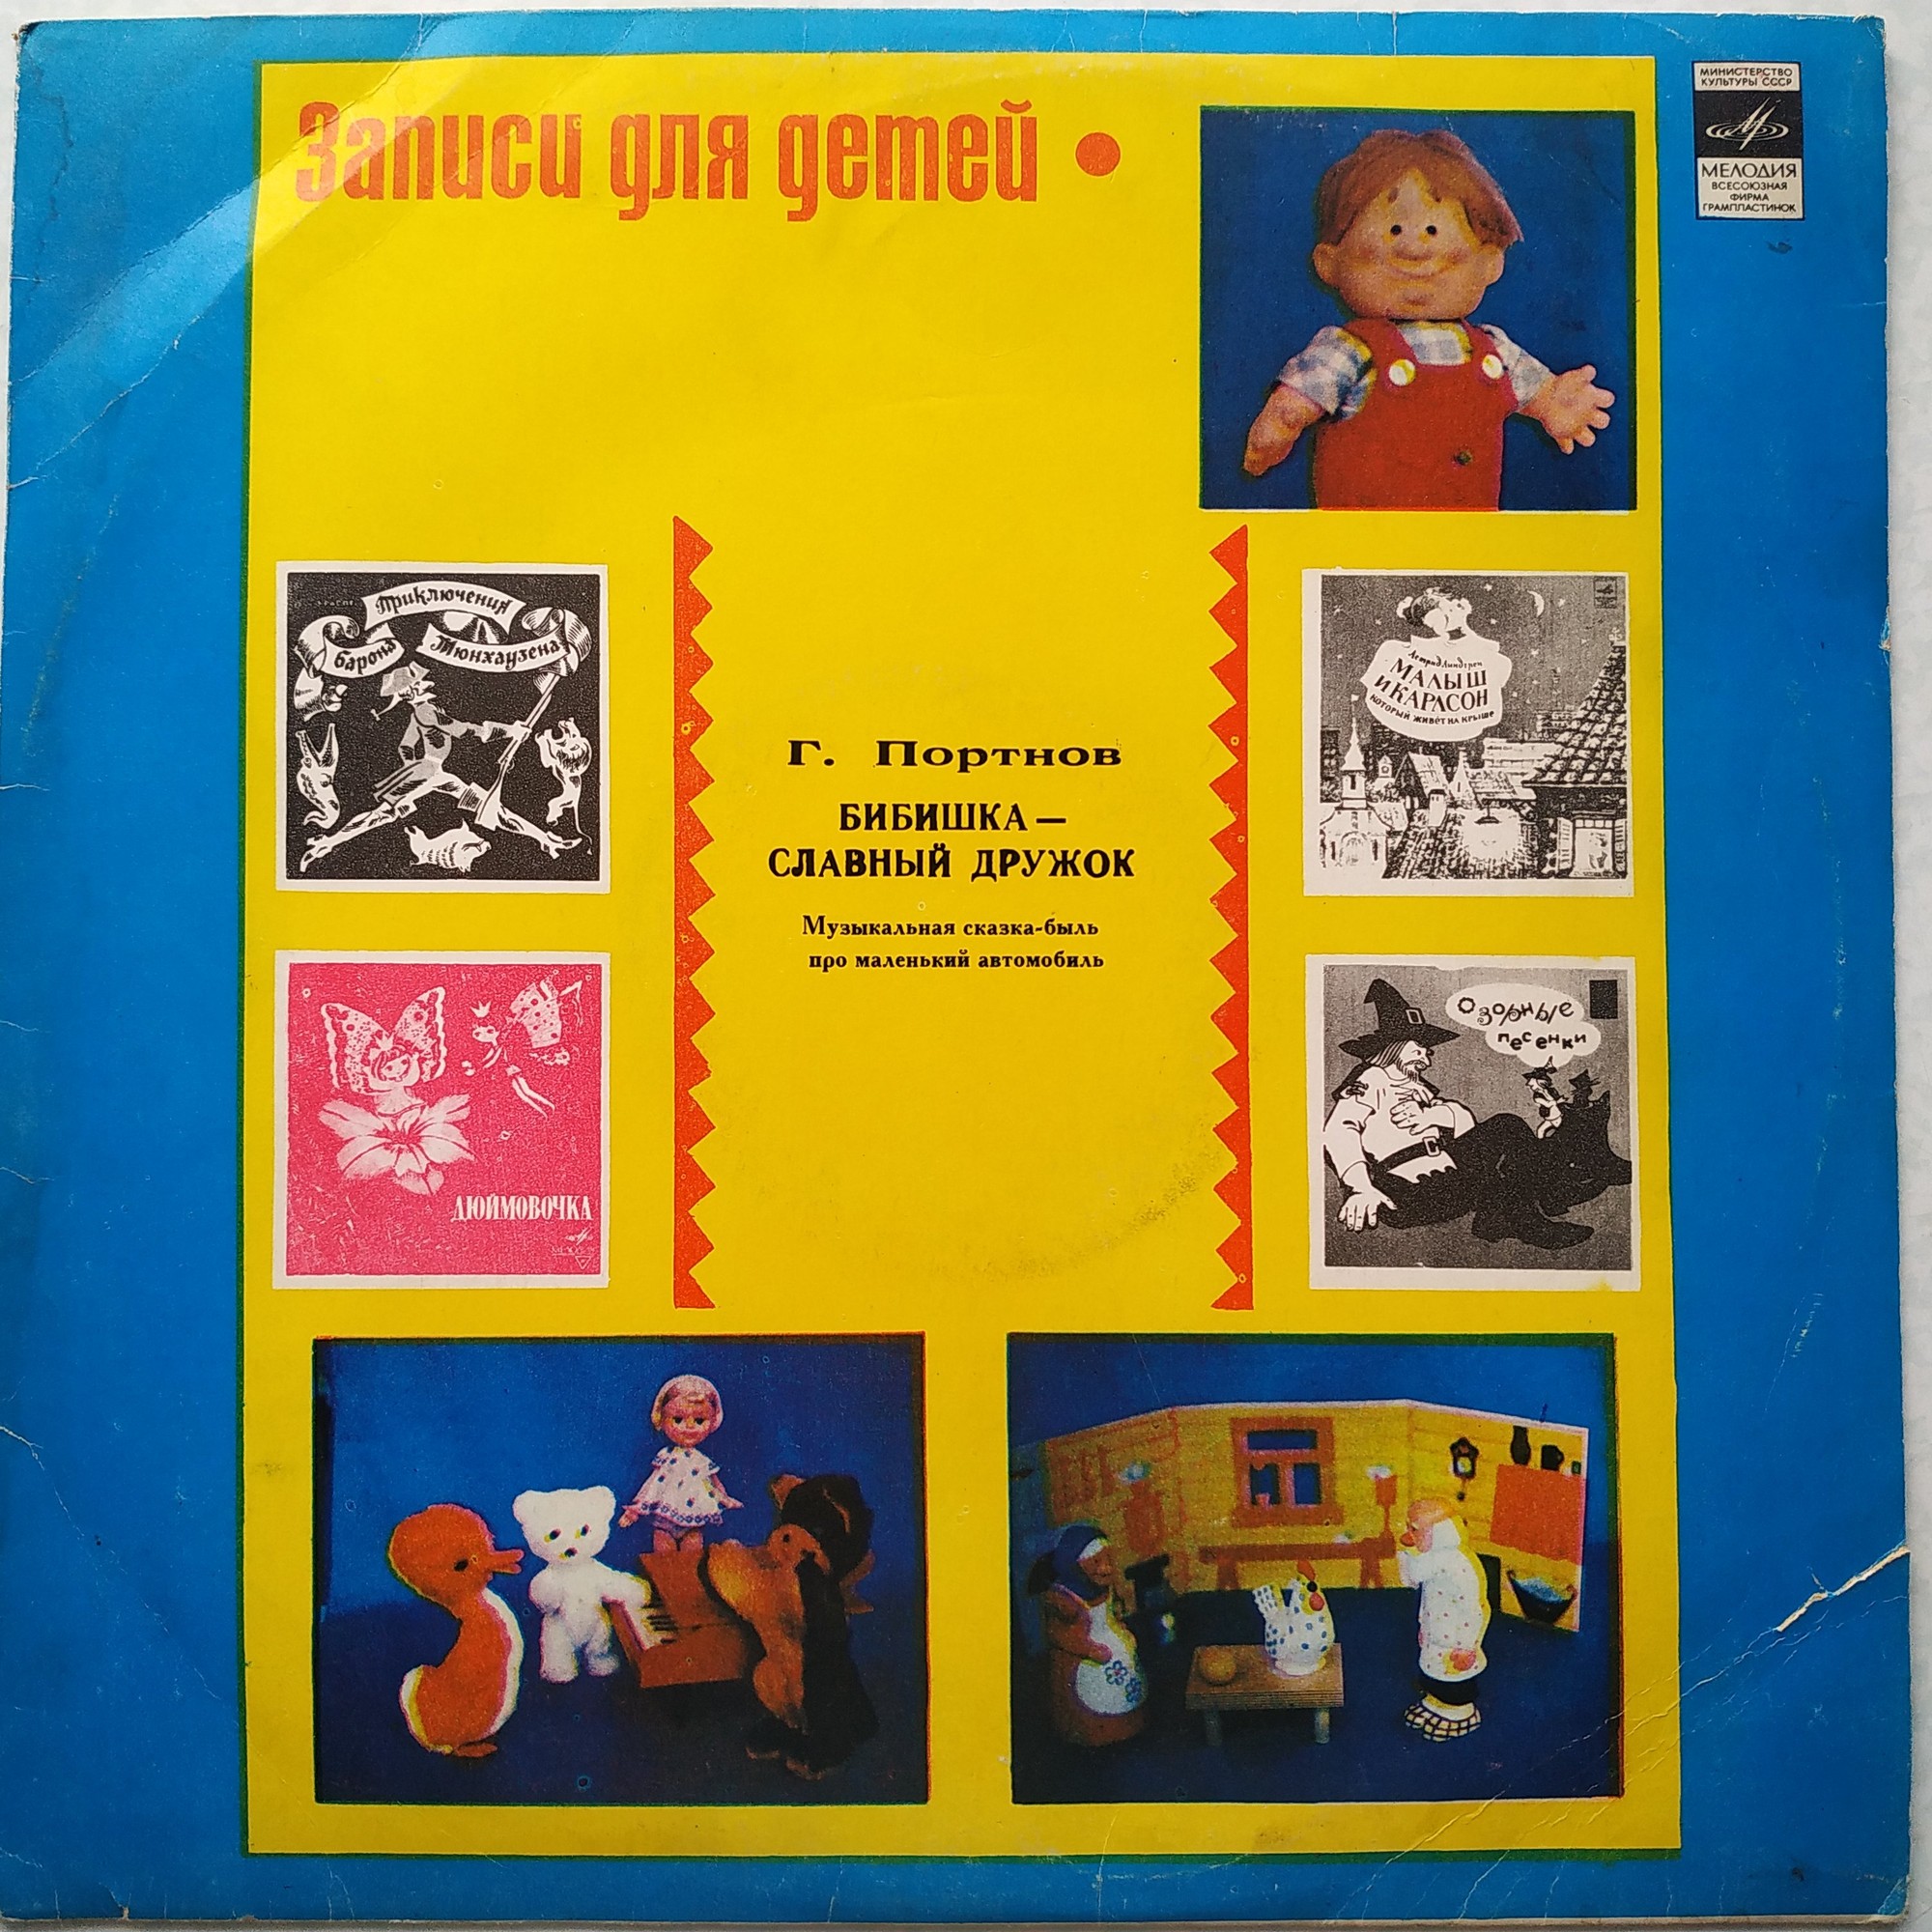 Записи для детей •
МИНИСТЕРСТВО
КУЛЬТУРЫ СССР
МЕЛОДИЯ
ВСЕСОЮЗНАЯ
ФИРМА
ГРАМПЛАСТИНОК
Приключения
барона Мюнхаузена
Астрид Линдгрен
МАЛЫШ
И КАРЛСОН
КОТОРЫЙ ЖИВЁТ НА КРЫШЕ
Г. Портнов
БИБИШКА —
СЛАВНЫЙ ДРУЖОК
Музыкальная сказка-быль
про маленький автомобиль
ДЮЙМОВОЧКА
Озорные
песенки